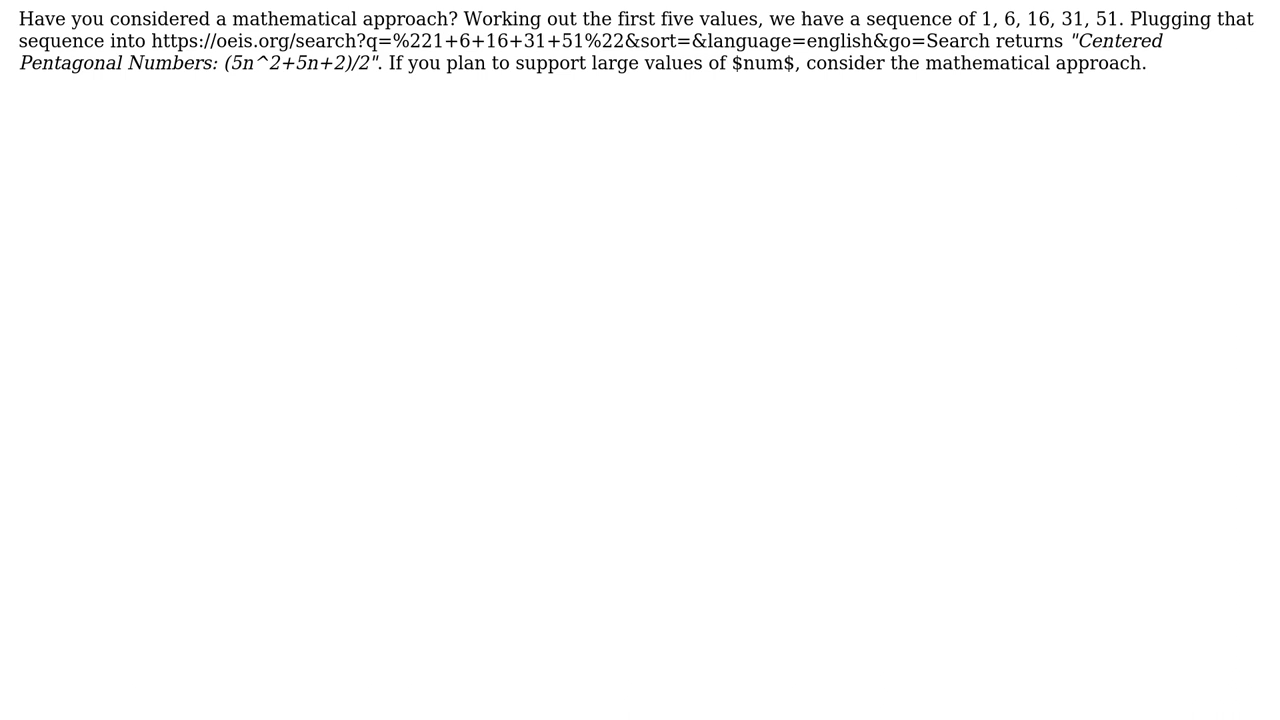 Have you considered a mathematical approach? Working out the first five values, we have a sequence of 1, 6, 16, 31, 51. Plugging that
sequence into https://oeis.org/search?q=%221+6+16+31+51%22&sort=&language=english&go=Search returns "Centered
Pentagonal Numbers: (5n^2+5n+2)/2". If you plan to support large values of $num$, consider the mathematical approach.